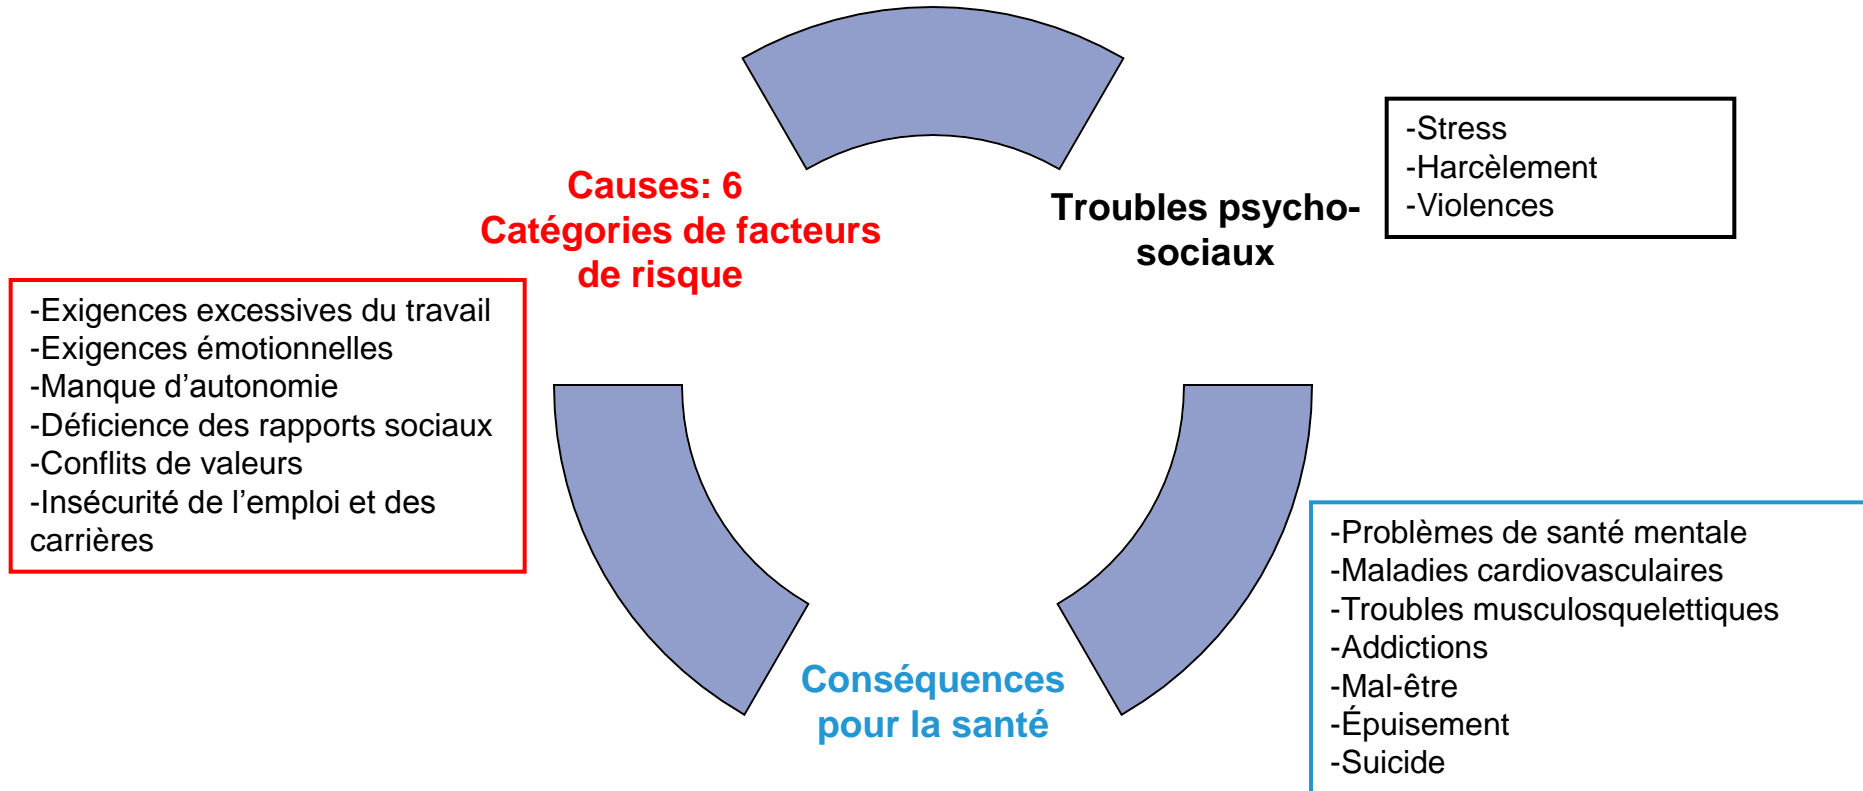 Causes: 6
Catégories de facteurs
de risque
-Exigences excessives du travail
-Exigences émotionnelles
-Manque d’autonomie
-Déficience des rapports sociaux
-Conflits de valeurs
-Insécurité de l’emploi et des
carrières
Troubles psycho-
sociaux
-Stress
-Harcèlement
-Violences
Conséquences
pour la santé
-Problèmes de santé mentale
-Maladies cardiovasculaires
-Troubles musculosquelettiques
-Addictions
-Mal-être
-Épuisement
-Suicide